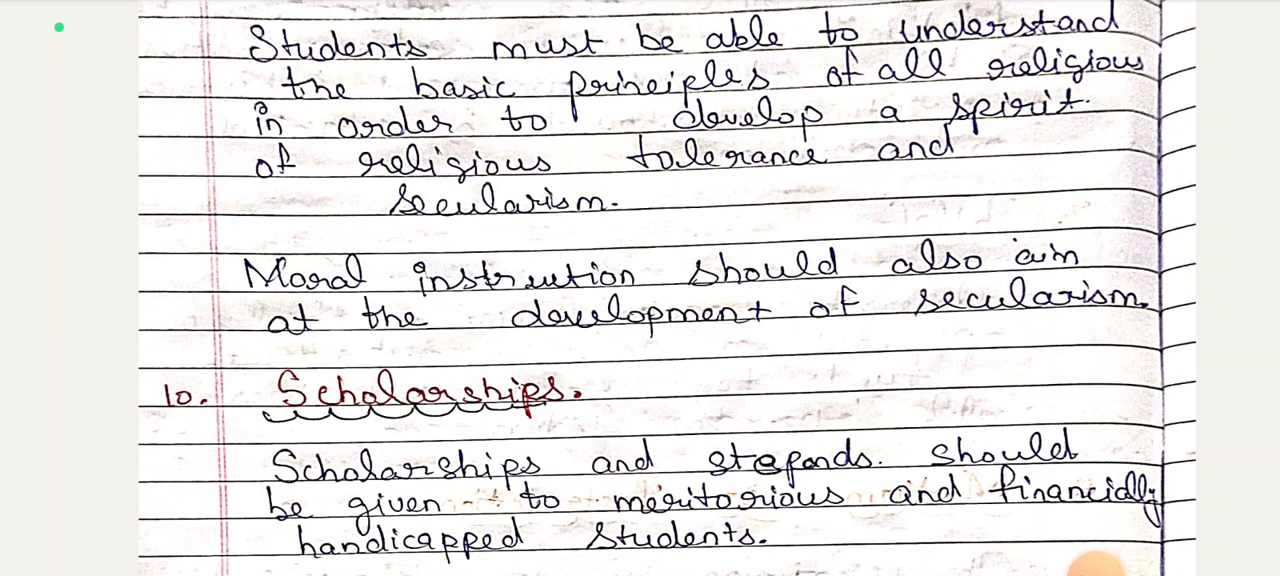 Students must be able to understand
the basic principles of all religious
in order to develop a spirit.
of religious tolerance and
secularism.
Moral instruction should also aim
at the development of secularism.
10. Scholarships.
Scholarships and stepends. should
be given to meritorious and financially
handicapped students.